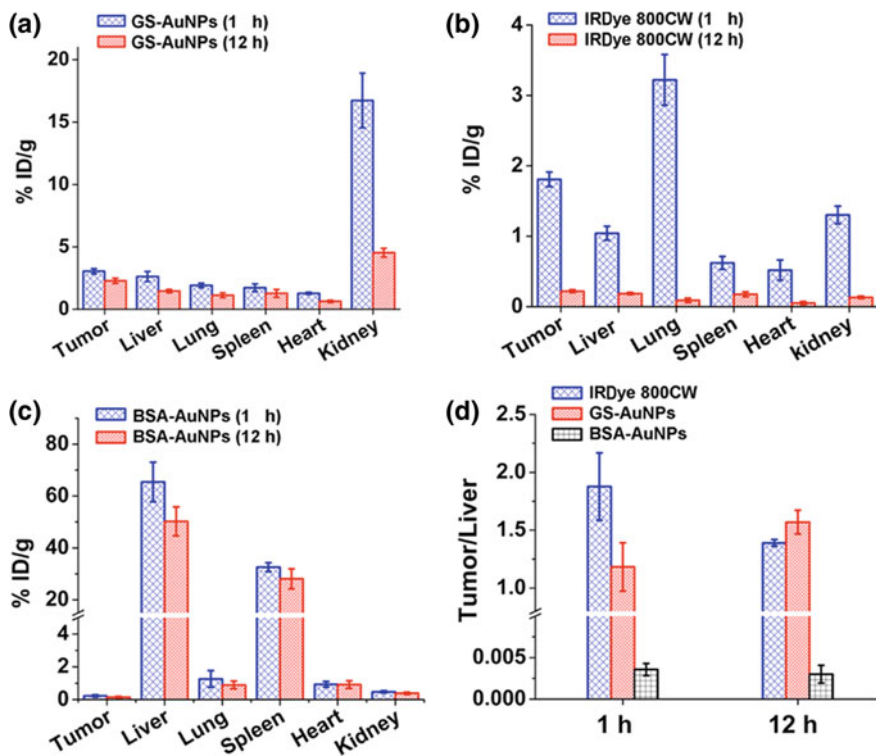 (a)
GS-AuNPs (1 h)
GS-AuNPs (12 h)
% ID/g
20
15
10
5
0
Tumor Liver Lung Spleen Heart Kidney
(b)
IRDye 800CW (1 h)
IRDye 800CW (12 h)
% ID/g
4
3
2
1
0
Tumor Liver Lung Spleen Heart kidney
(c)
BSA-AuNPs (1 h)
BSA-AuNPs (12 h)
% ID/g
80
60
40
20
4
2
0
Tumor Liver Lung Spleen Heart Kidney
(d)
IRDye 800CW
GS-AuNPs
BSA-AuNPs
Tumor/Liver
2.5
2.0
1.5
1.0
0.005
0.000
1 h 12 h